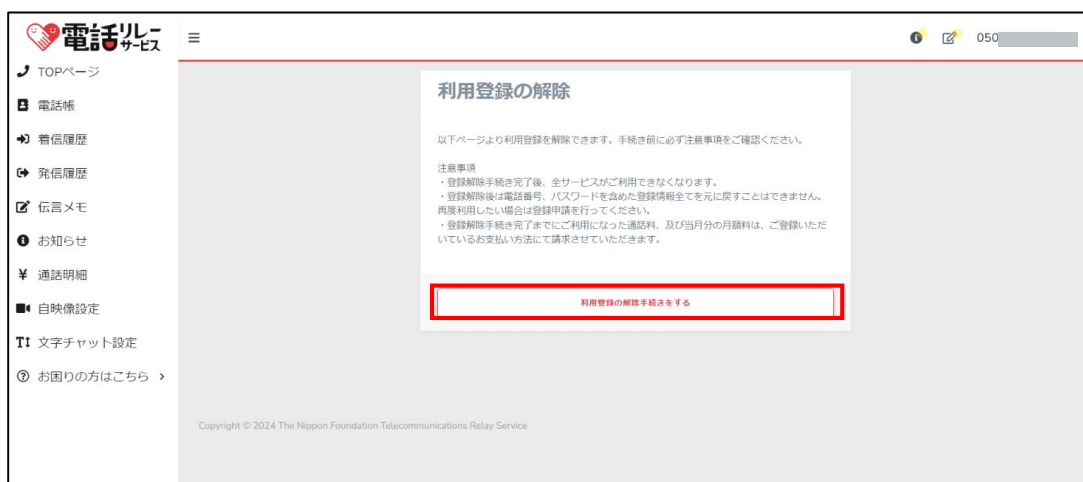 電話リレーサービス
050
TOPページ
電話帳
着信履歴
発信履歴
伝言メモ
お知らせ
¥ 通話明細
自映像設定
文字チャット設定
お困りの方はこちら >
利用登録の解除
以下ページより利用登録を解除できます。手続き前に必ず注意事項をご確認ください。
注意事項
・登録解除手続き完了後、全サービスがご利用できなくなります。
・登録解除後は電話番号、パスワードを含めた登録情報全てを元に戻すことはできません。
再度利用したい場合は登録申請を行ってください。
・登録解除手続き完了までにご利用になった通話料、及び当月分の月額料は、ご登録いただ
いているお支払い方法にて請求させていただきます。
利用登録の解除手続きをする
Copyright © 2024 The Nippon Foundation Telecommunications Relay Service